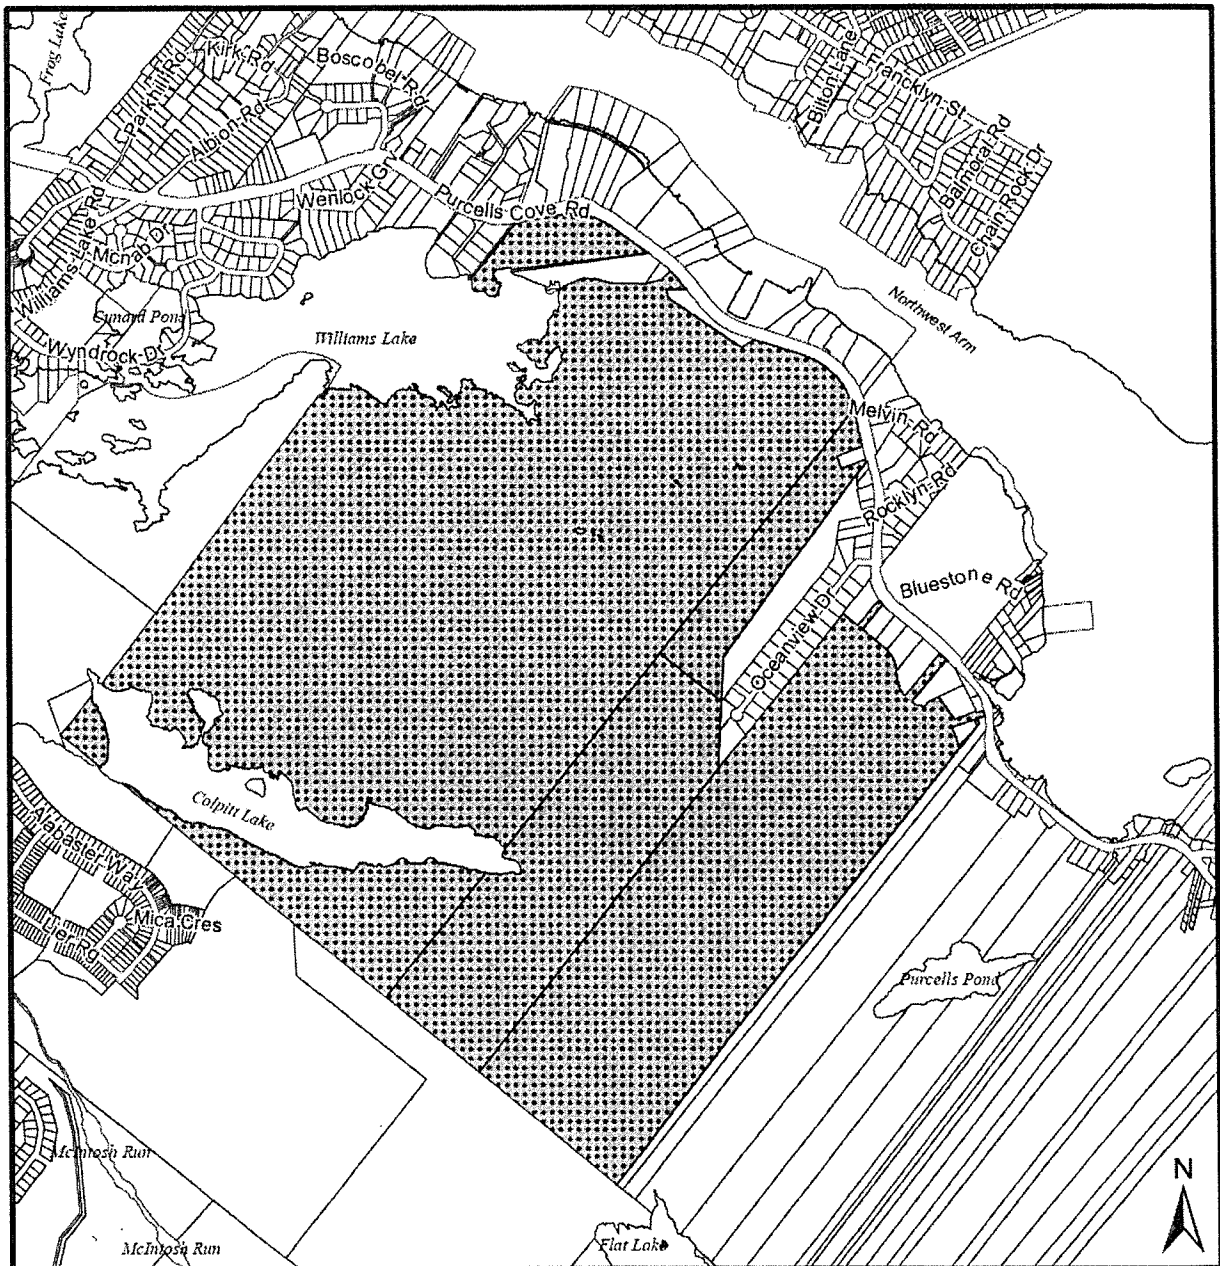 Frog Lake
Parkhill Rd
Kirk Rd
Boscobel Rd
Albion Rd
Billton Lane
Francklyn St
Balmoral Rd
Chain Rock Dr
Williams Lake Rd
Mcnab Dr
Wenlock Grv
Purcells Cove Rd
Cunard Pond
Wyndrock Dr
Williams Lake
Northwest Arm
Melvin Rd
Rocklyn Rd
Bluestone Rd
Oceanview Dr
Colpitt Lake
Alabaster Way
Mica Cres
Purcells Pond
McIntosh Run
McIntosh Run
Flat Lake
N